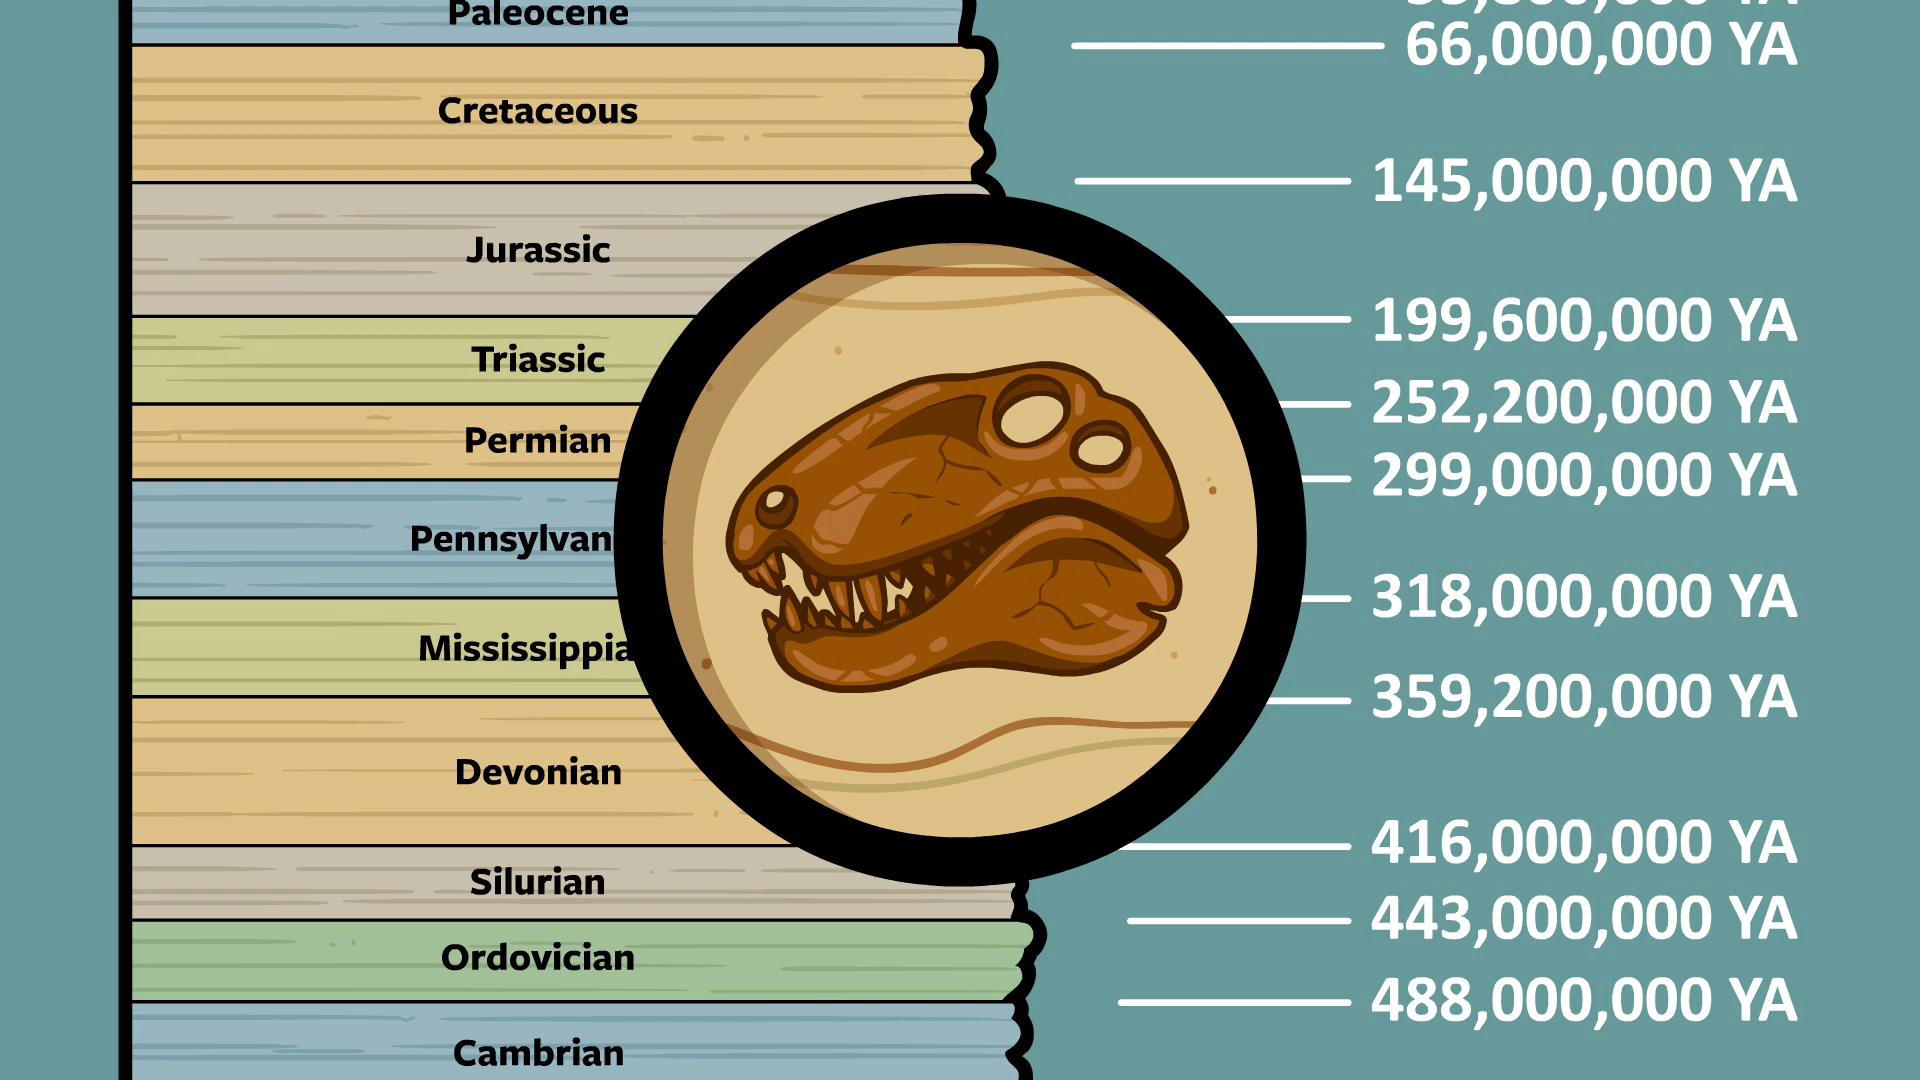 Paleocene
66,000,000 YA
Cretaceous
145,000,000 YA
Jurassic
199,600,000 YA
Triassic
252,200,000 YA
Permian
299,000,000 YA
Pennsylvan
318,000,000 YA
Mississippia
359,200,000 YA
Devonian
416,000,000 YA
Silurian
443,000,000 YA
Ordovician
488,000,000 YA
Cambrian